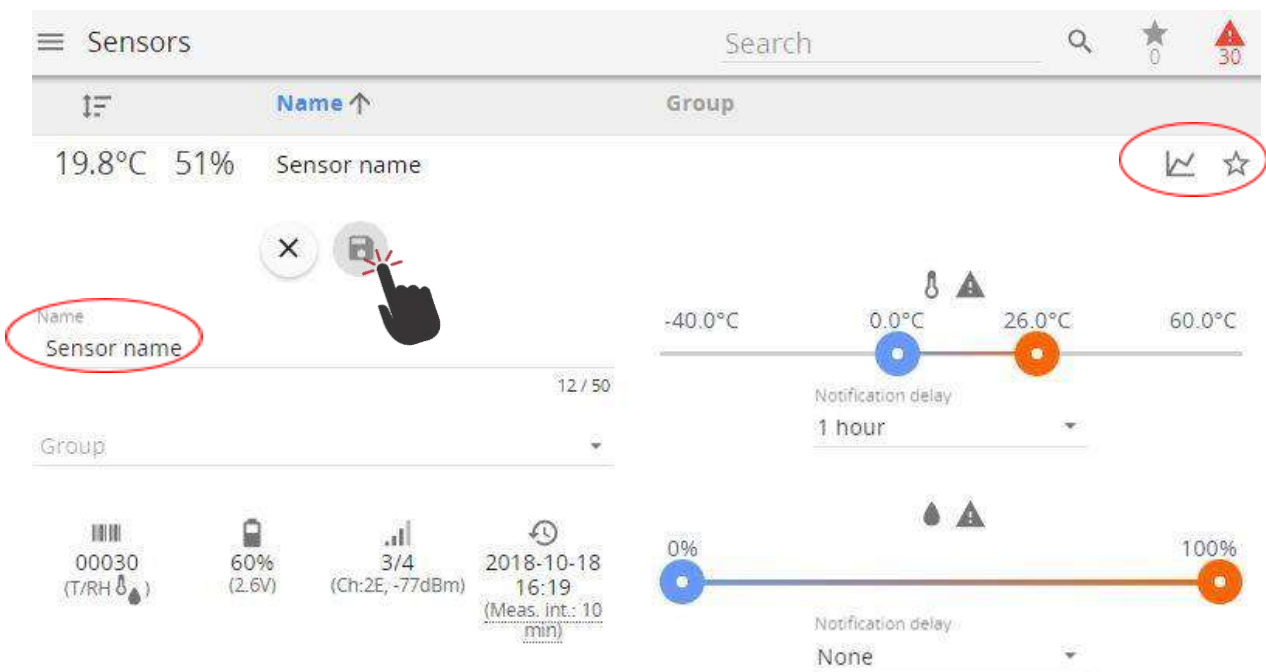 Sensors
Search
0
30
Name
Group
19.8°C 51% Sensor name
Name
Sensor name
12 / 50
Group
00030
(T/RH )
60%
(2.6V)
3/4
(Ch:2E, -77dBm)
2018-10-18
16:19
(Meas. int.: 10
min)
-40.0°C 0.0°C 26.0°C 60.0°C
Notification delay
1 hour
0% 100%
Notification delay
None